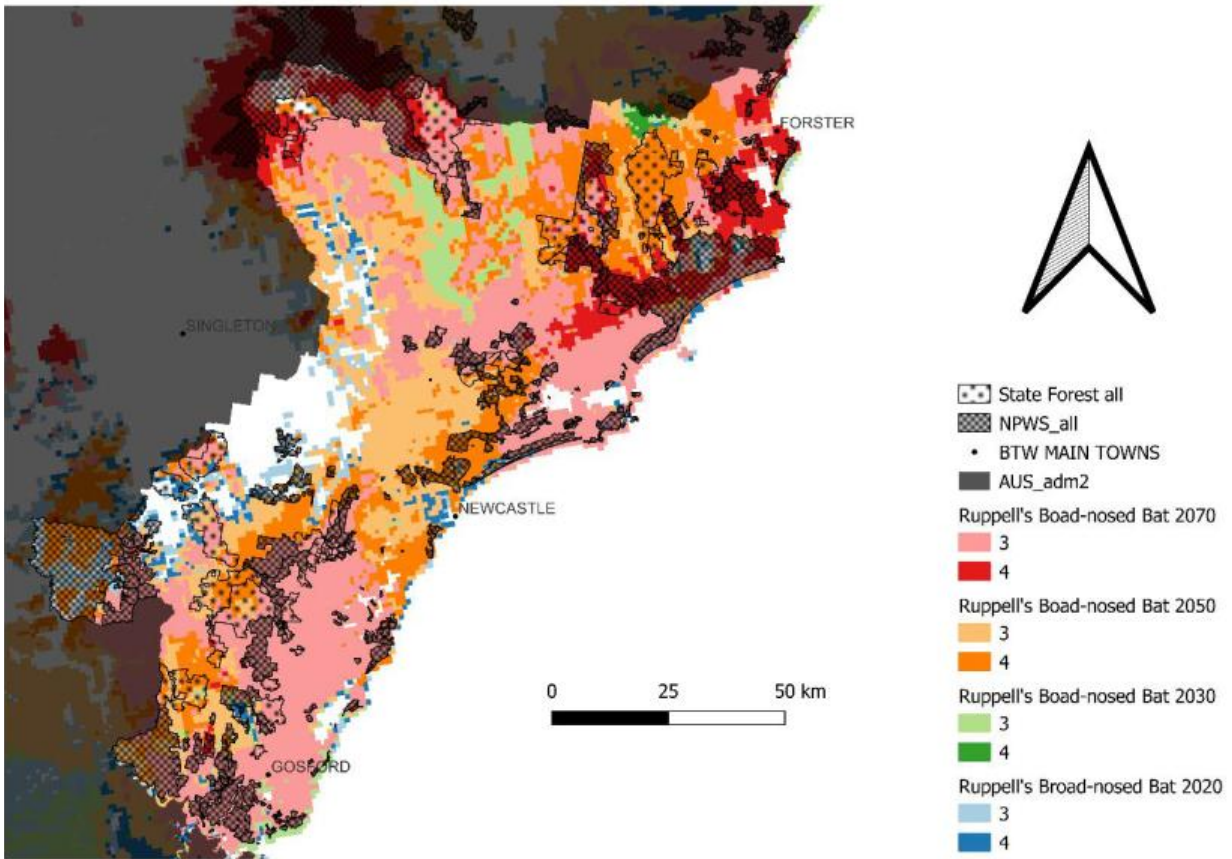 FORSTER
SINGLETON
NEWCASTLE
GOSFORD
0 25 50 km
State Forest all
NPWS_all
BTW MAIN TOWNS
AUS_adm2
Ruppell's Boad-nosed Bat 2070
3
4
Ruppell's Boad-nosed Bat 2050
3
4
Ruppell's Boad-nosed Bat 2030
3
4
Ruppell's Broad-nosed Bat 2020
3
4